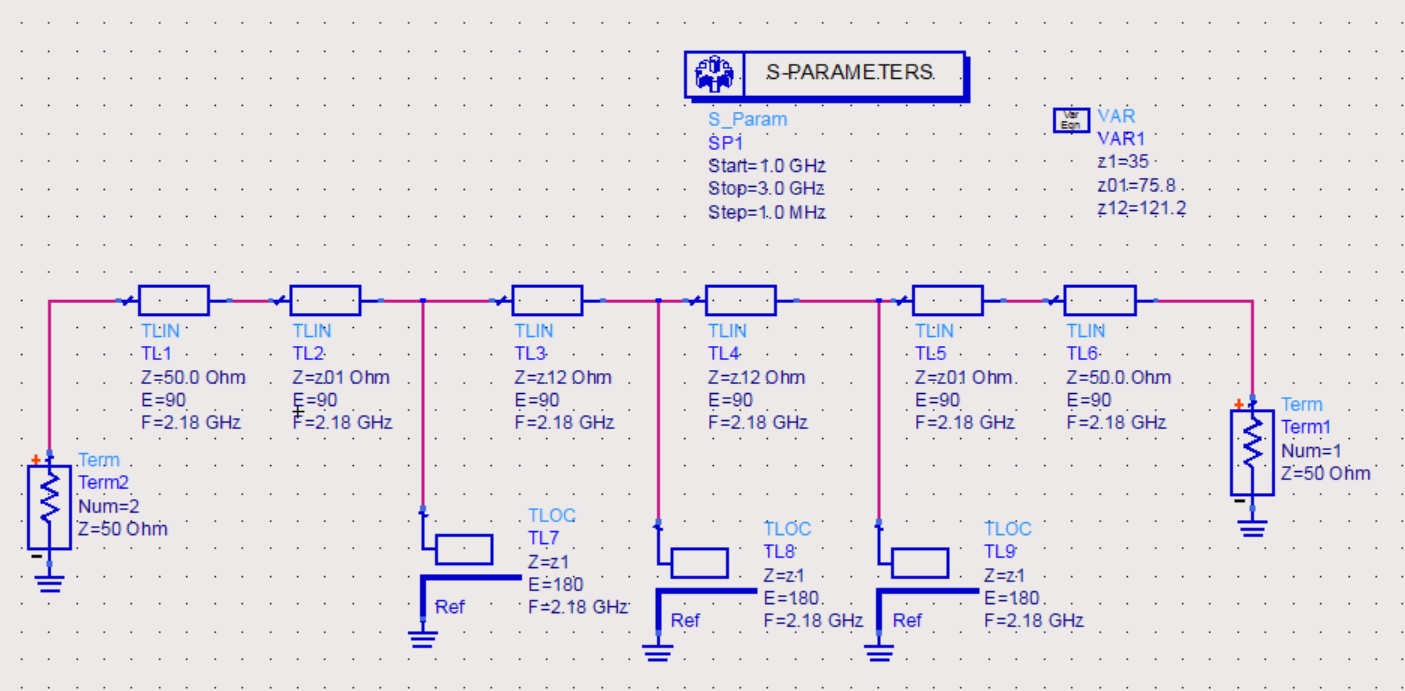 S-PARAMETERS
S_Param
SP1
Start=1.0 GHz
Stop=3.0 GHz
Step=1.0 MHz
Var
Eqn
VAR
VAR1
z1=35
z01=75.8
z12=121.2
TLIN
TL1
Z=50.0 Ohm
E=90
F=2.18 GHz
TLIN
TL2
Z=z01 Ohm
E=90
F=2.18 GHz
TLIN
TL3
Z=z12 Ohm
E=90
F=2.18 GHz
TLIN
TL4
Z=z12 Ohm
E=90
F=2.18 GHz
TLIN
TL5
Z=z01 Ohm
E=90
F=2.18 GHz
TLIN
TL6
Z=50.0 Ohm
E=90
F=2.18 GHz
Term
Term2
Num=2
Z=50 Ohm
Term
Term1
Num=1
Z=50 Ohm
TLOC
TL7
Z=z1
E=180
F=2.18 GHz
Ref
TLOC
TL8
Z=z1
E=180
F=2.18 GHz
Ref
TLOC
TL9
Z=z1
E=180
F=2.18 GHz
Ref